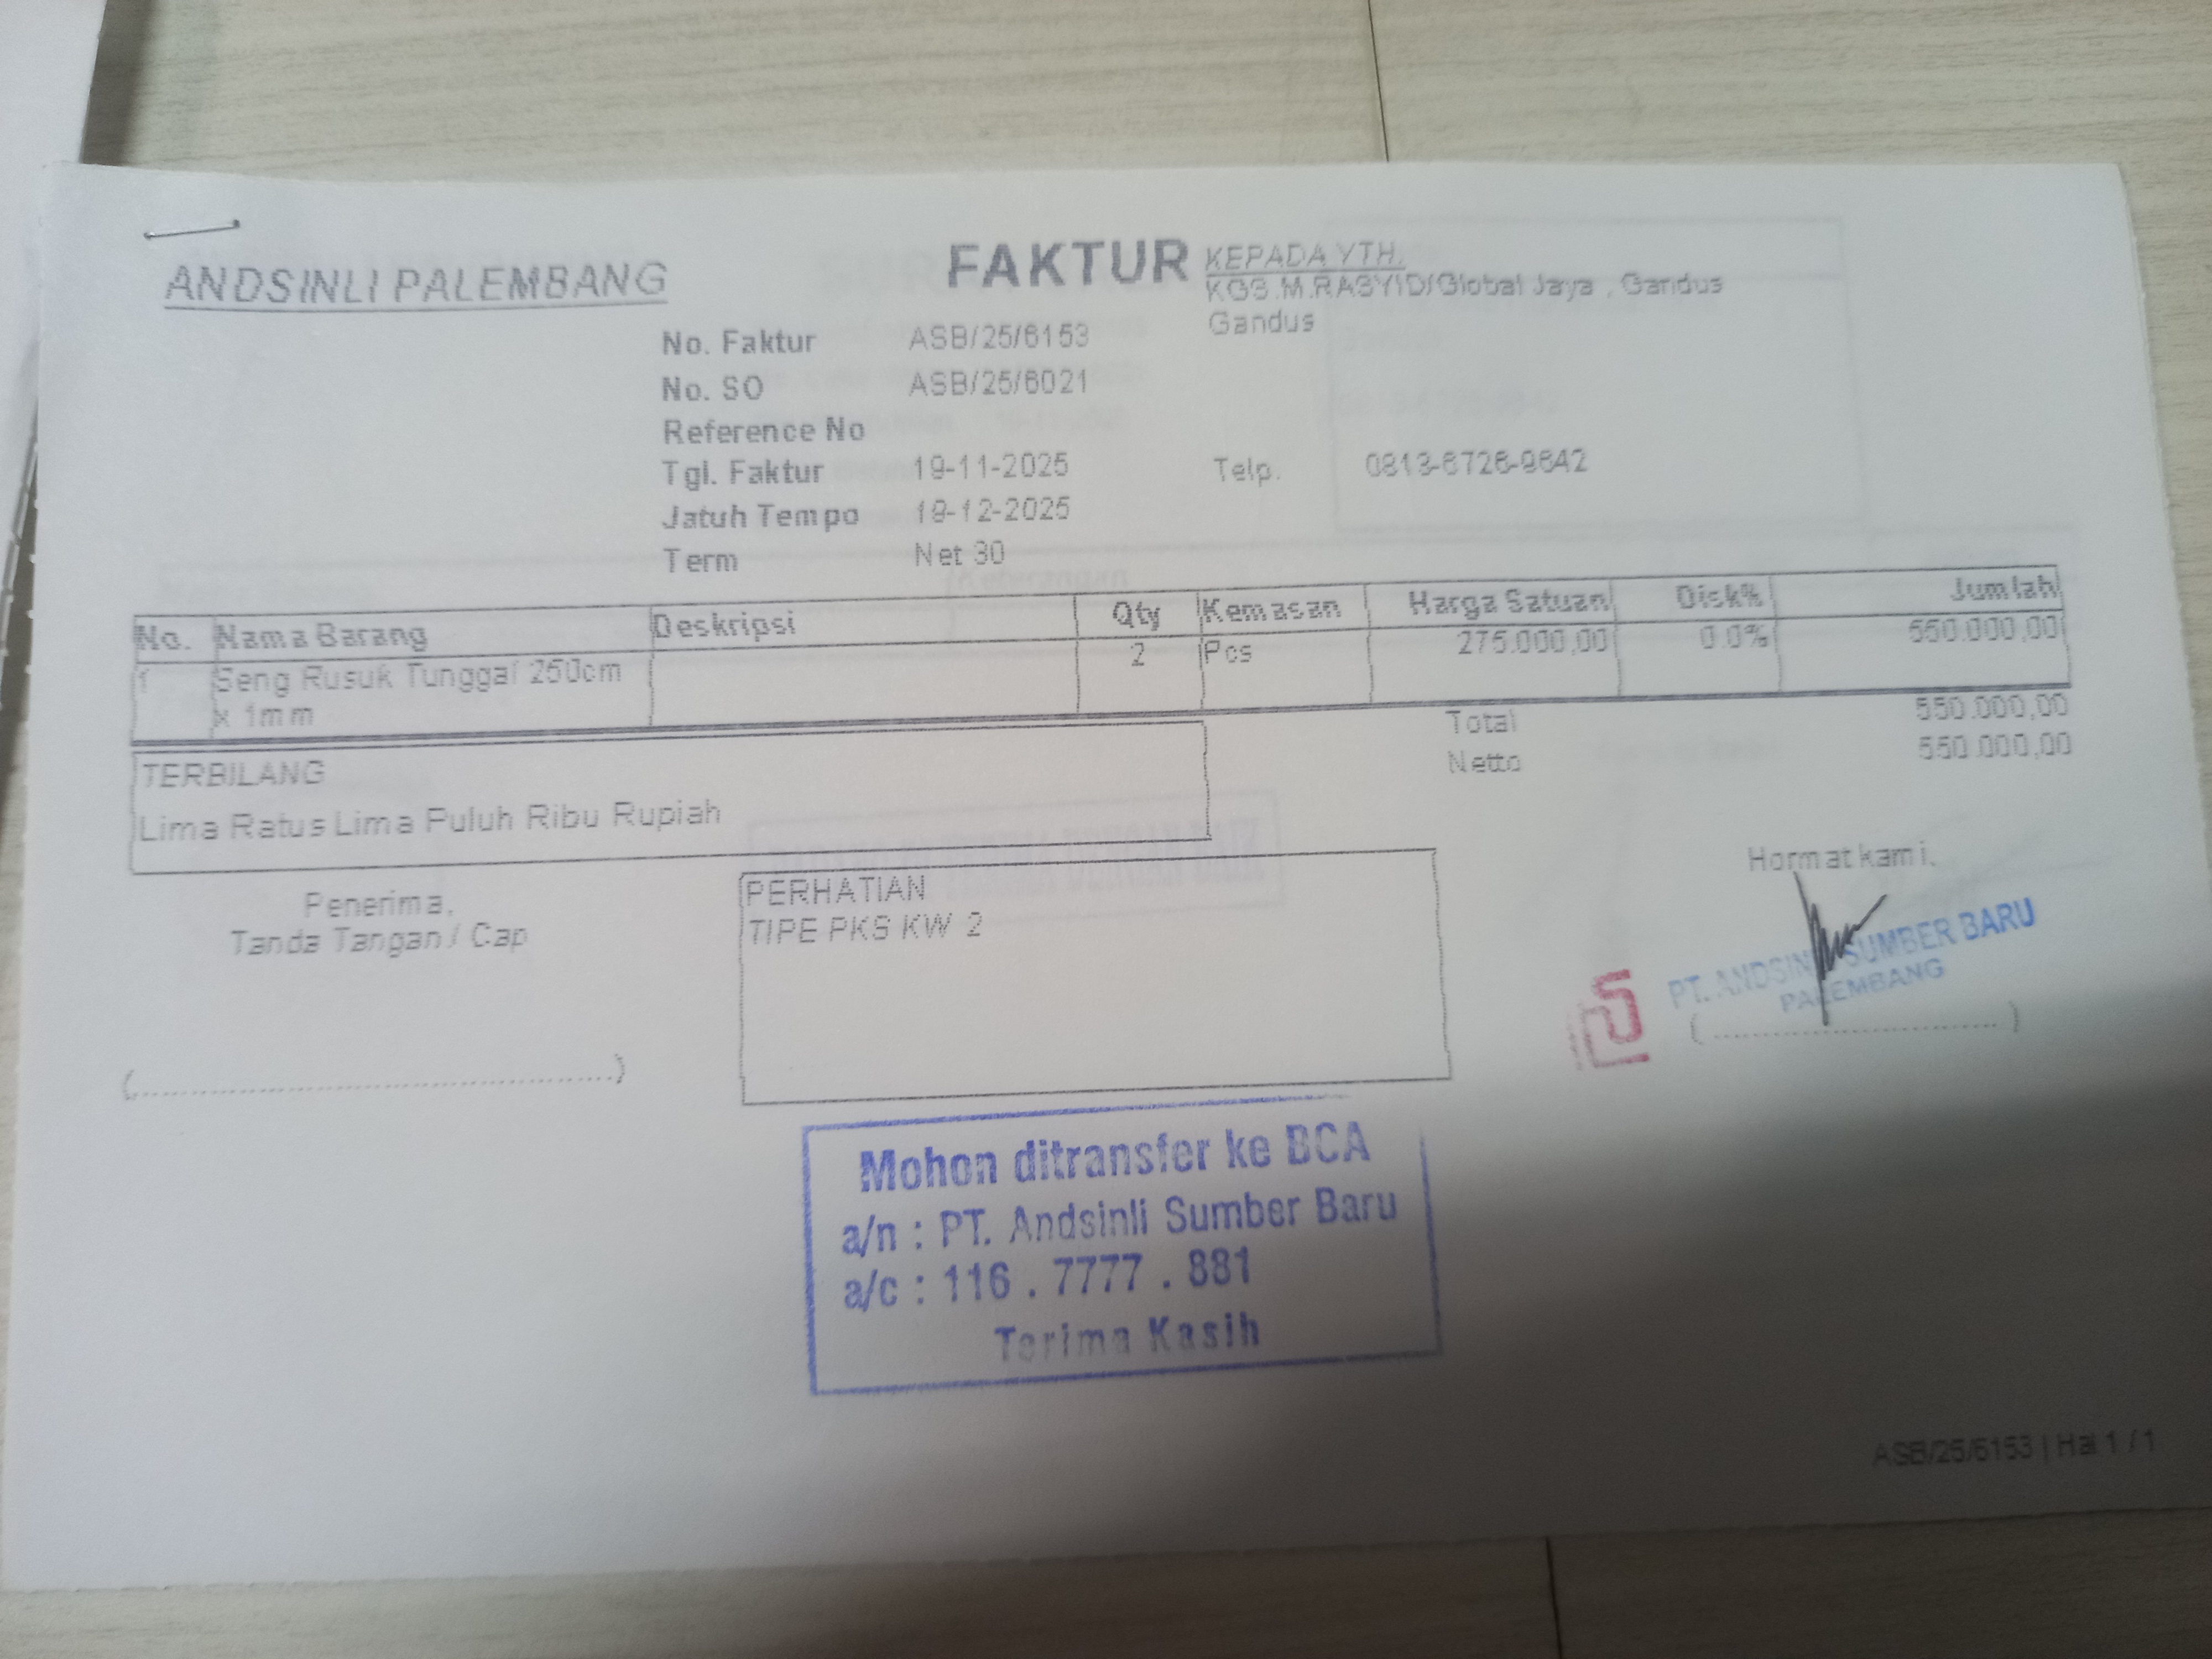 ANDSINLI PALEMBANG
FAKTUR
KEPADA YTH.
KGS.M.RASYID/Global Jaya , Gandus
Gandus
No. Faktur ASB/25/6153
No. SO ASB/25/6021
Reference No
Tgl. Faktur 19-11-2025
Telp. 0813-6726-9642
Jatuh Tempo 19-12-2025
Term Net 30
No. Nama Barang Deskripsi Qty Kemasan Harga Satuan Disk% Jumlah
1 Seng Rusuk Tunggal 250cm 2 Pcs 275.000,00 0.0% 550.000,00
x 1mm
Total 550.000,00
Netto 550.000,00
TERBILANG
Lima Ratus Lima Puluh Ribu Rupiah
Penerima,
Tanda Tangan / Cap
(..........................................)
PERHATIAN
TIPE PKS KW 2
Hormat kami,
PT. ANDSINLI SUMBER BARU
PALEMBANG
(..............................)
Mohon ditransfer ke BCA
a/n : PT. Andsinli Sumber Baru
a/c : 116 . 7777 . 881
Terima Kasih
ASB/25/6153 | Hal 1 / 1